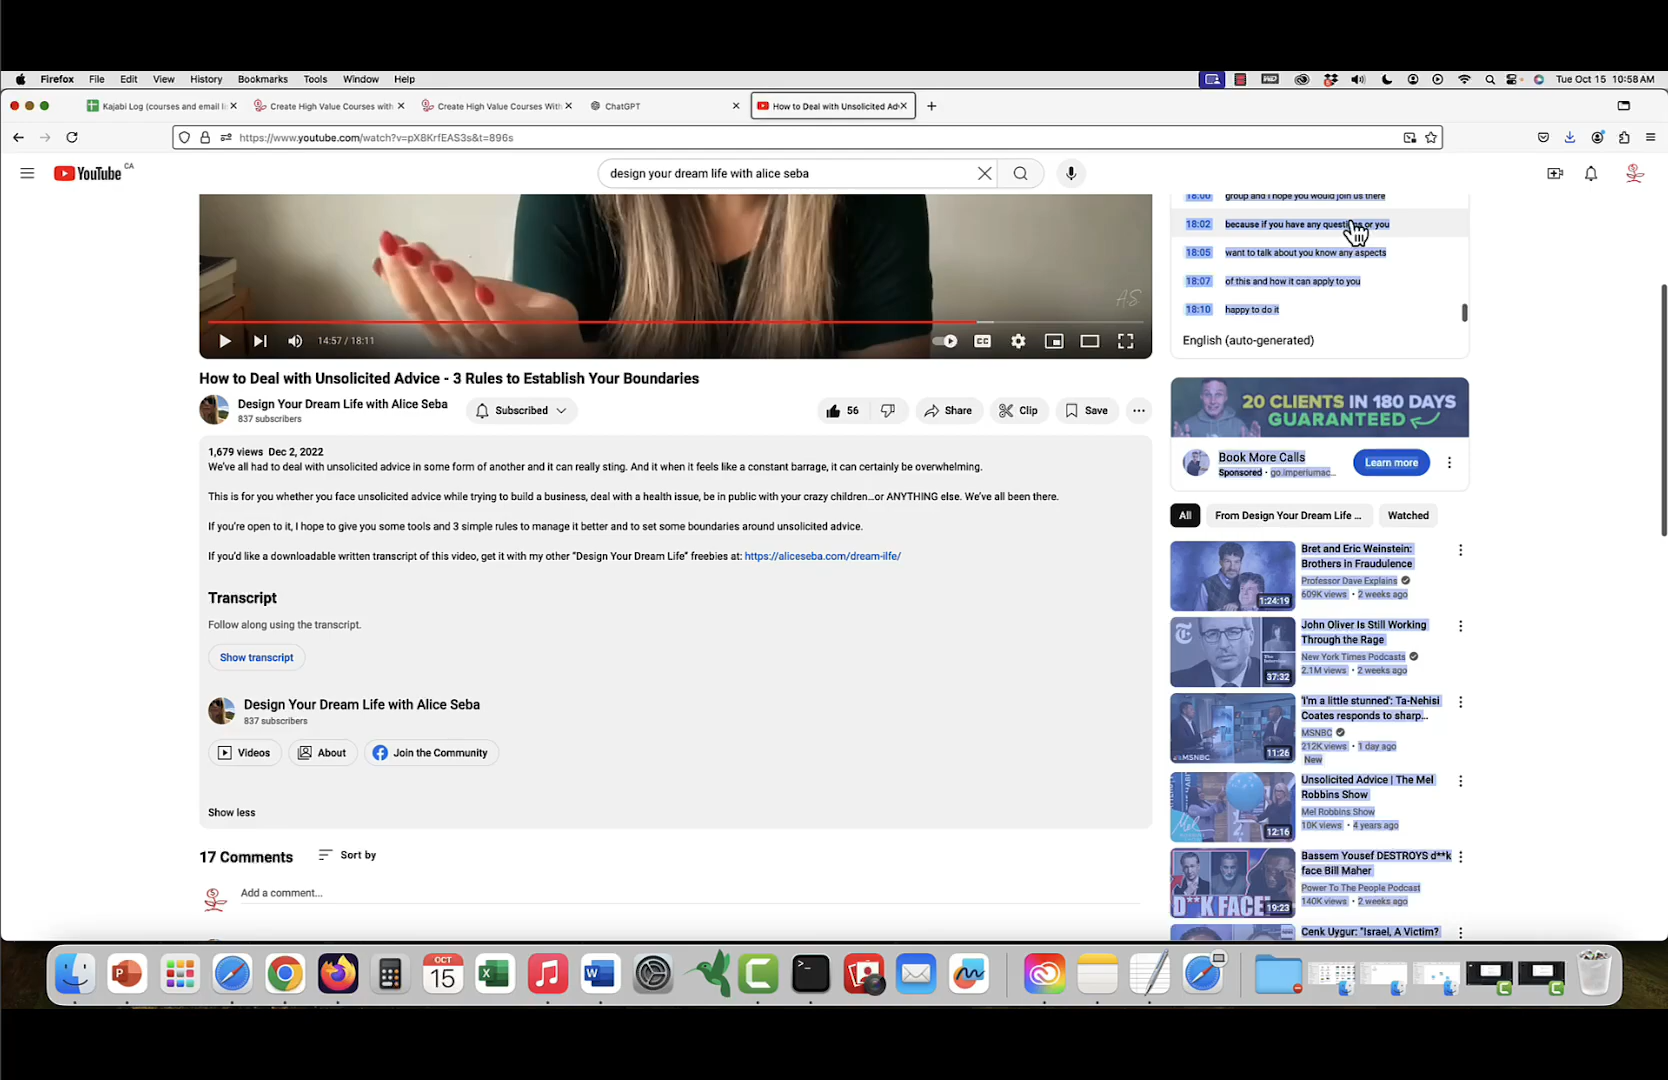 Firefox File Edit View History Bookmarks Tools Window Help
Tue Oct 15 10:58 AM
Kajabi Log (courses and email l
Create High Value Courses with
Create High Value Courses With
ChatGPT
How to Deal with Unsolicited Adv
https://www.youtube.com/watch?v=pX8KrfEAS3s&t=896s
YouTube CA
design your dream life with alice seba
18:00 group and I hope you would join us there
18:02 because if you have any questions or you
18:05 want to talk about you know any aspects
18:07 of this and how it can apply to you
18:10 happy to do it
English (auto-generated)
AS
14:57 / 18:11
CC
How to Deal with Unsolicited Advice - 3 Rules to Establish Your Boundaries
Design Your Dream Life with Alice Seba
837 subscribers
Subscribed
56
Share
Clip
Save
1,679 views Dec 2, 2022
We've all had to deal with unsolicited advice in some form of another and it can really sting. And it when it feels like a constant barrage, it can certainly be overwhelming.
This is for you whether you face unsolicited advice while trying to build a business, deal with a health issue, be in public with your crazy children...or ANYTHING else. We've all been there.
If you're open to it, I hope to give you some tools and 3 simple rules to manage it better and to set some boundaries around unsolicited advice.
If you'd like a downloadable written transcript of this video, get it with my other "Design Your Dream Life" freebies at: https://aliceseba.com/dream-ilfe/
Transcript
Follow along using the transcript.
Show transcript
Design Your Dream Life with Alice Seba
837 subscribers
Videos
About
Join the Community
Show less
17 Comments
Sort by
Add a comment...
20 CLIENTS IN 180 DAYS
GUARANTEED
Book More Calls
Sponsored · go.imperiumac...
Learn more
All
From Design Your Dream Life ...
Watched
Bret and Eric Weinstein:
Brothers in Fraudulence
Professor Dave Explains
609K views • 2 weeks ago
1:24:19
John Oliver Is Still Working
Through the Rage
New York Times Podcasts
2.1M views • 2 weeks ago
37:32
'I'm a little stunned': Ta-Nehisi
Coates responds to sharp...
MSNBC
212K views • 1 day ago
New
MSNBC
11:26
Unsolicited Advice | The Mel
Robbins Show
Mel Robbins Show
10K views • 4 years ago
12:16
Bassem Yousef DESTROYS d**k
face Bill Maher
Power To The People Podcast
140K views • 2 weeks ago
D**K FACE!
19:23
Cenk Uygur: "Israel, A Victim?
OCT
15